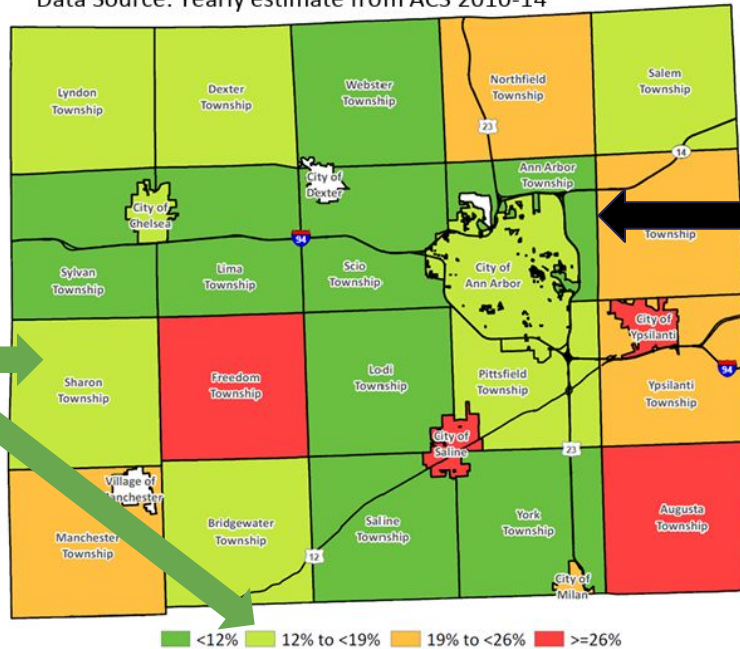 Data Source: Yearly estimate from ACS 2010-14
Lyndon
Township
Dexter
Township
Webster
Township
Northfield
Township
Salem
Township
23
14
Ann Arbor
Township
City of
Dexter
City of
Chelsea
94
Township
Sylvan
Township
Lima
Township
Scio
Township
City of
Ann Arbor
City of
Ypsilanti
Sharon
Township
Freedom
Township
Lodi
Township
Pittsfield
Township
Ypsilanti
Township
94
City of
Saline
23
Village of
anchester
Manchester
Township
Bridgewater
Township
Saline
Township
York
Township
Augusta
Township
12
City of
Milan
<12% 12% to <19% 19% to <26% >=26%